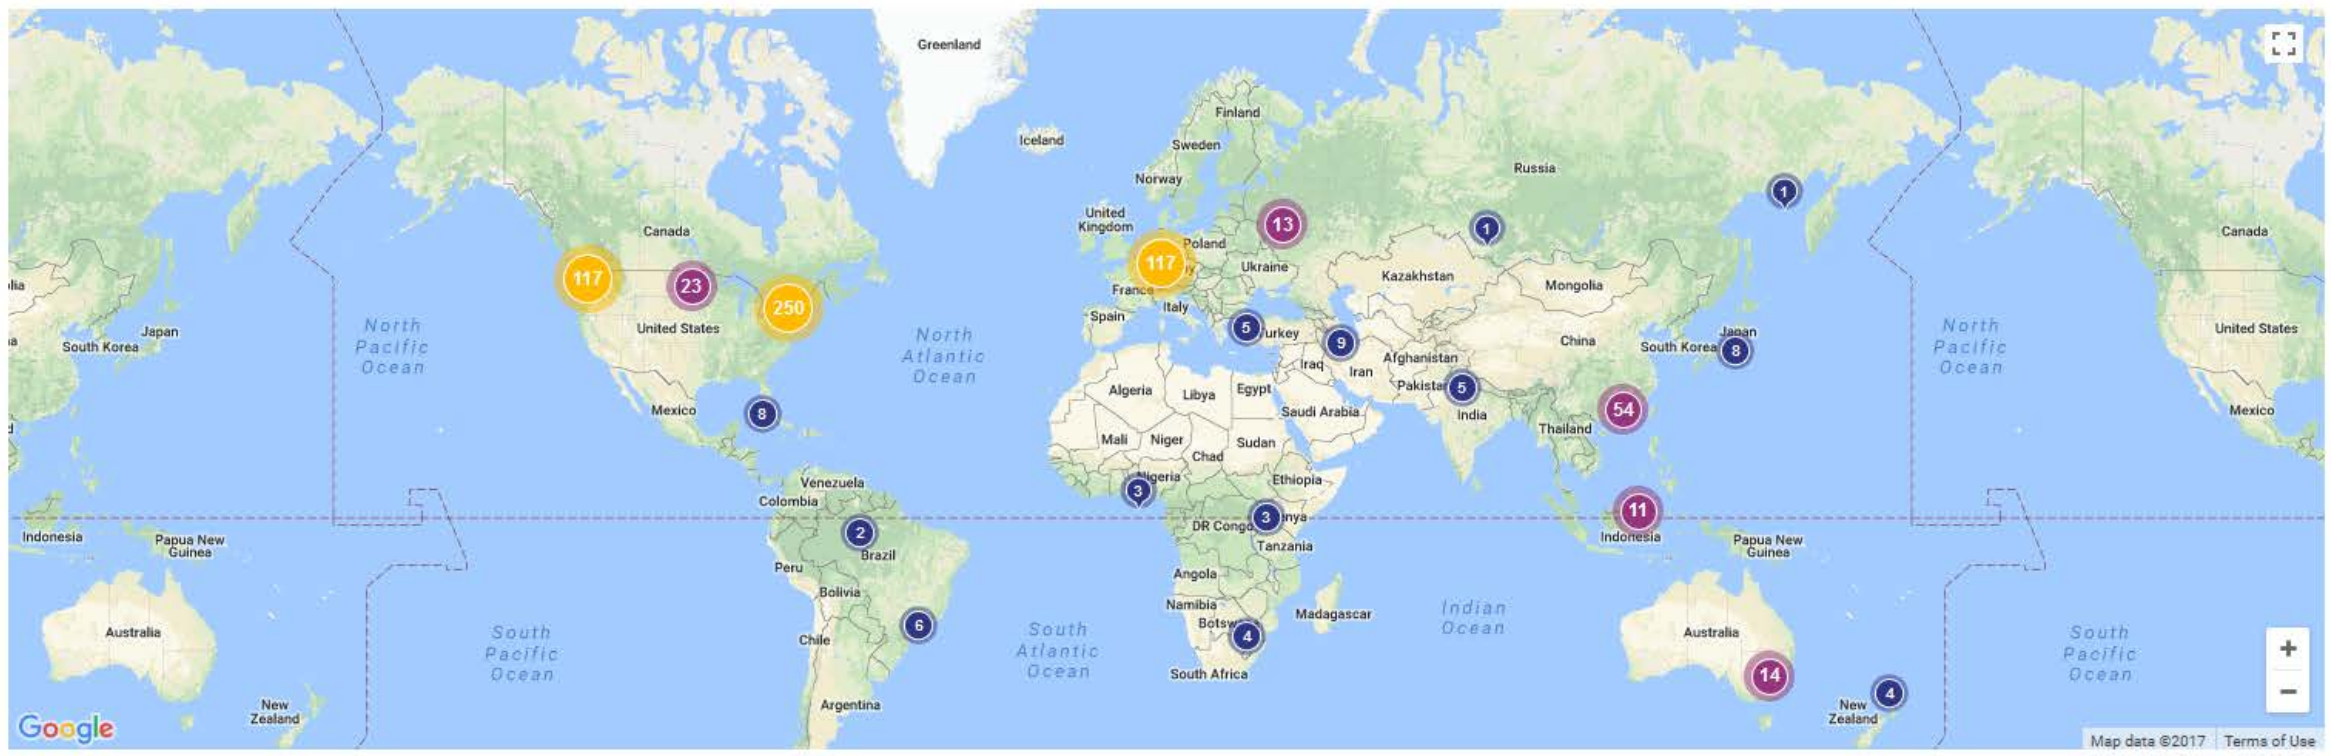 Greenland
Iceland
Finland
Sweden
Norway
Russia
1
United
Kingdom
13
1
Canada
Canada
Poland
117
Ukraine
Kazakhstan
Mongolia
117
23
250
France
Italy
Spain
lia
Japan
South Korea
North
Pacific
Ocean
United States
North
Atlantic
Ocean
5
urkey
9
Iraq
Iran
Afghanistan
Pakistan
5
India
China
South Korea
Japan
8
North
Pacific
Ocean
United States
Mexico
8
Algeria
Libya
Egypt
Saudi Arabia
54
Thailand
Mexico
Mali
Niger
Chad
Sudan
Nigeria
3
Ethiopia
Venezuela
Colombia
2
Brazil
Peru
Bolivia
DR Congo
3
enya
Tanzania
11
Indonesia
Indonesia
Papua New
Guinea
Papua New
Guinea
Angola
Namibia
Botsw
4
Madagascar
South Africa
Indian
Ocean
Australia
South
Pacific
Ocean
Chile
6
South
Atlantic
Ocean
Australia
14
South
Pacific
Ocean
Argentina
New
Zealand
New
Zealand
4
+
−
Google
Map data ©2017
Terms of Use